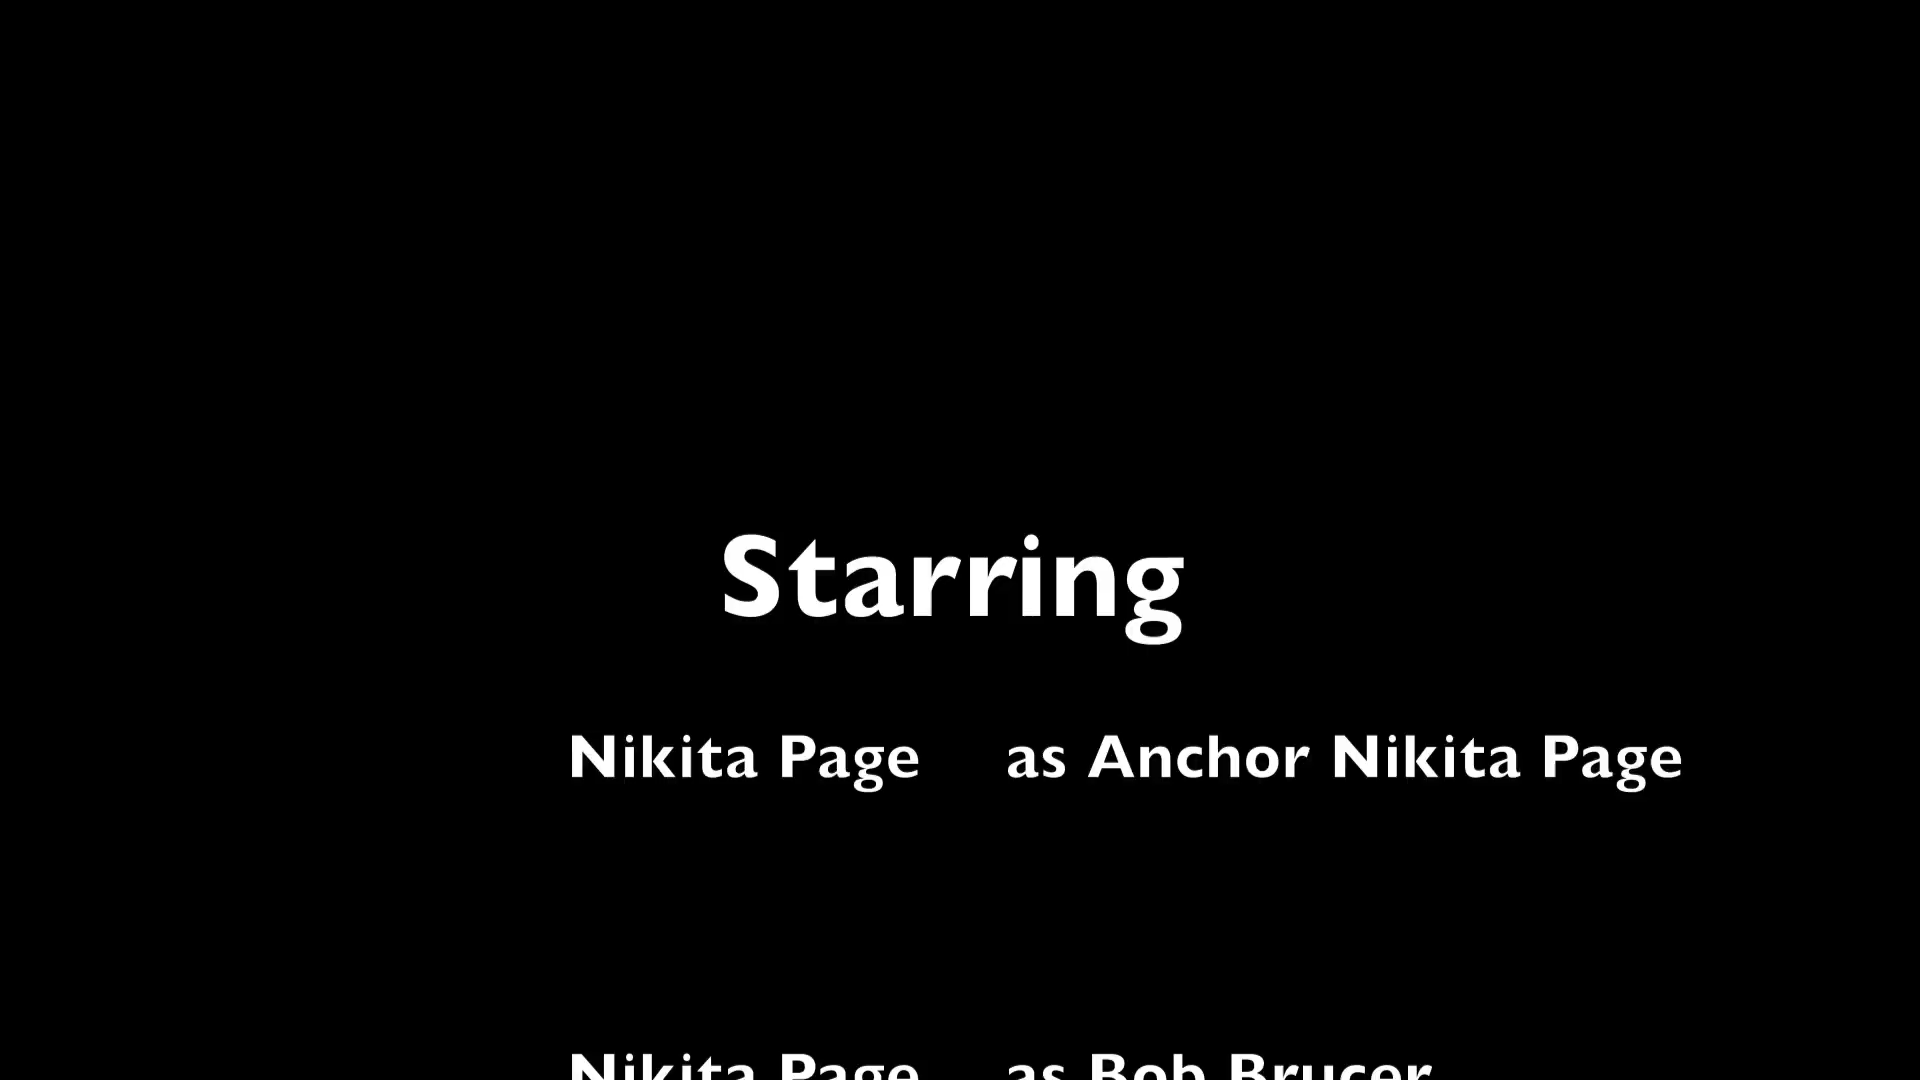 Starring
Nikita Page as Anchor Nikita Page
Nikita Page as Bob Brucer